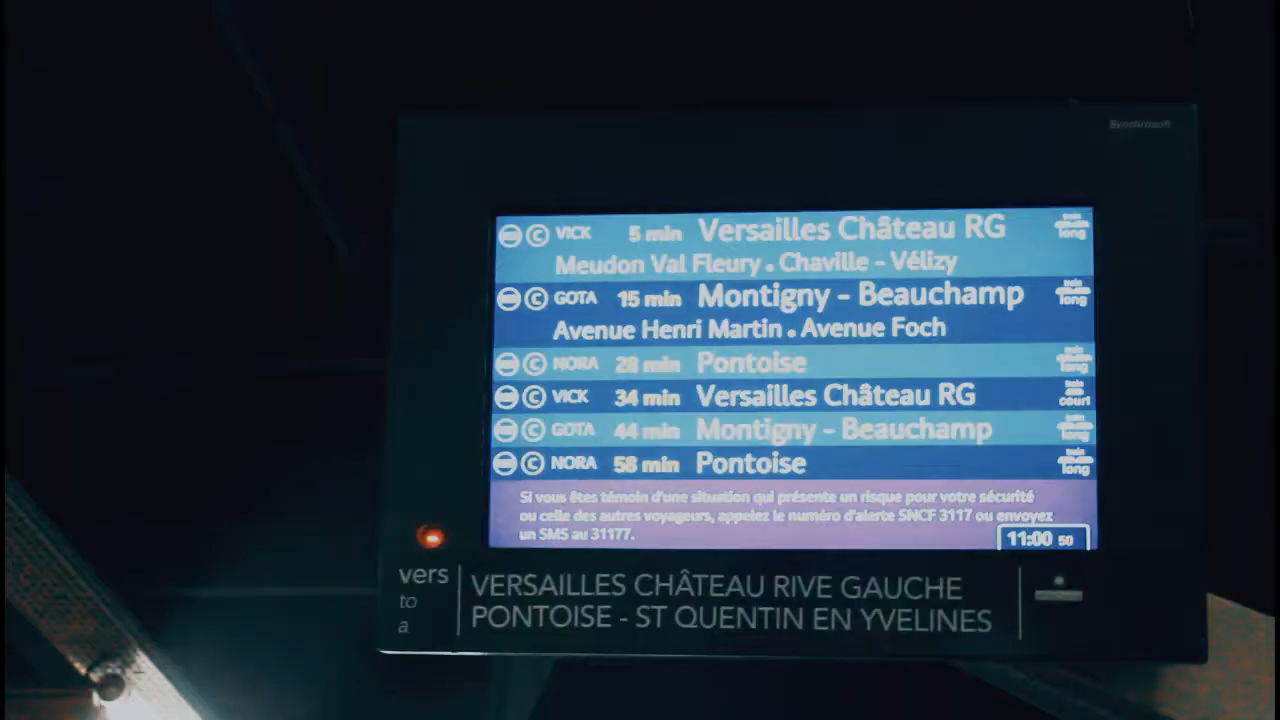 Synchrosoft
C VICK 5 min Versailles Château RG train long
Meudon Val Fleury . Chaville - Vélizy
C GOTA 15 min Montigny - Beauchamp train long
Avenue Henri Martin . Avenue Foch
C NORA 28 min Pontoise train long
C VICK 34 min Versailles Château RG train court
C GOTA 44 min Montigny - Beauchamp train long
C NORA 58 min Pontoise train long
Si vous êtes témoin d'une situation qui présente un risque pour votre sécurité
ou celle des autres voyageurs, appelez le numéro d'alerte SNCF 3117 ou envoyez
un SMS au 31177.
11:00 50
vers
to
a
VERSAILLES CHÂTEAU RIVE GAUCHE
PONTOISE - ST QUENTIN EN YVELINES